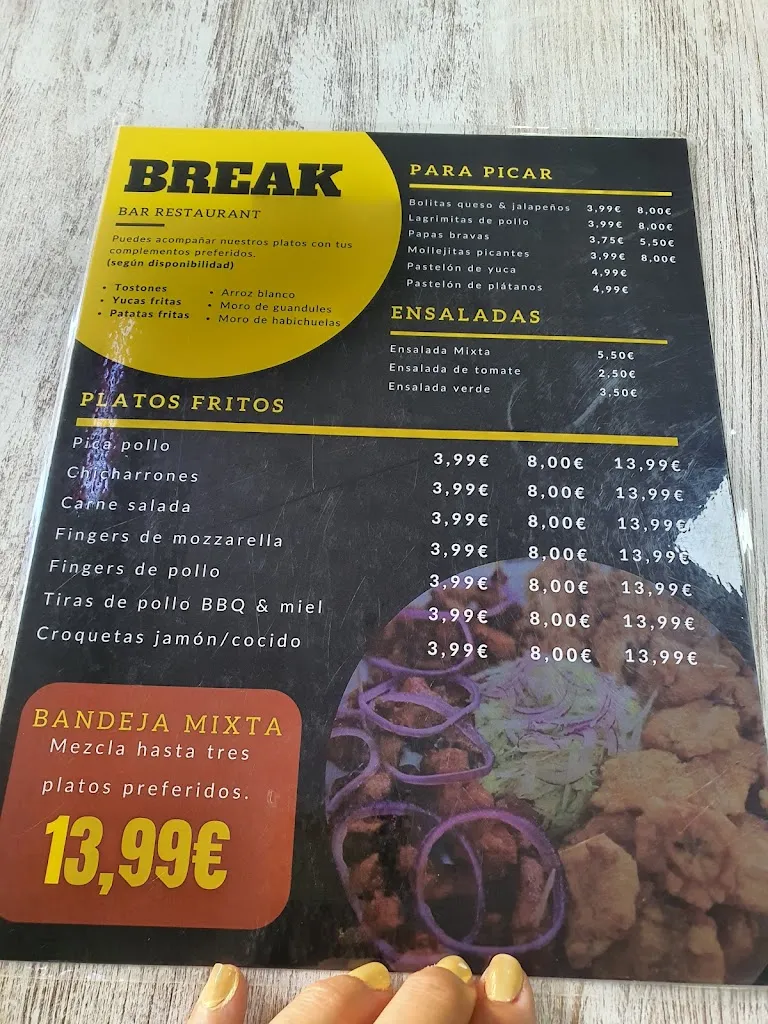 BREAK
BAR RESTAURANT
Puedes acompañar nuestros platos con tus
complementos preferidos.
(según disponibilidad)
• Tostones
• Yucas fritas
• Patatas fritas
• Arroz blanco
• Moro de guandules
• Moro de habichuelas
PARA PICAR
Bolitas queso & jalapeños 3,99€ 8,00€
Lagrimitas de pollo 3,99€ 8,00€
Papas bravas 3,75€ 5,50€
Mollejitas picantes 3,99€ 8,00€
Pastelón de yuca 4,99€
Pastelón de plátanos 4,99€
ENSALADAS
Ensalada Mixta 5,50€
Ensalada de tomate 2,50€
Ensalada verde 3,50€
PLATOS FRITOS
Pica pollo 3,99€ 8,00€ 13,99€
Chicharrones 3,99€ 8,00€ 13,99€
Carne salada 3,99€ 8,00€ 13,99€
Fingers de mozzarella 3,99€ 8,00€ 13,99€
Fingers de pollo 3,99€ 8,00€ 13,99€
Tiras de pollo BBQ & miel 3,99€ 8,00€ 13,99€
Croquetas jamón/cocido 3,99€ 8,00€ 13,99€
BANDEJA MIXTA
Mezcla hasta tres
platos preferidos.
13,99€